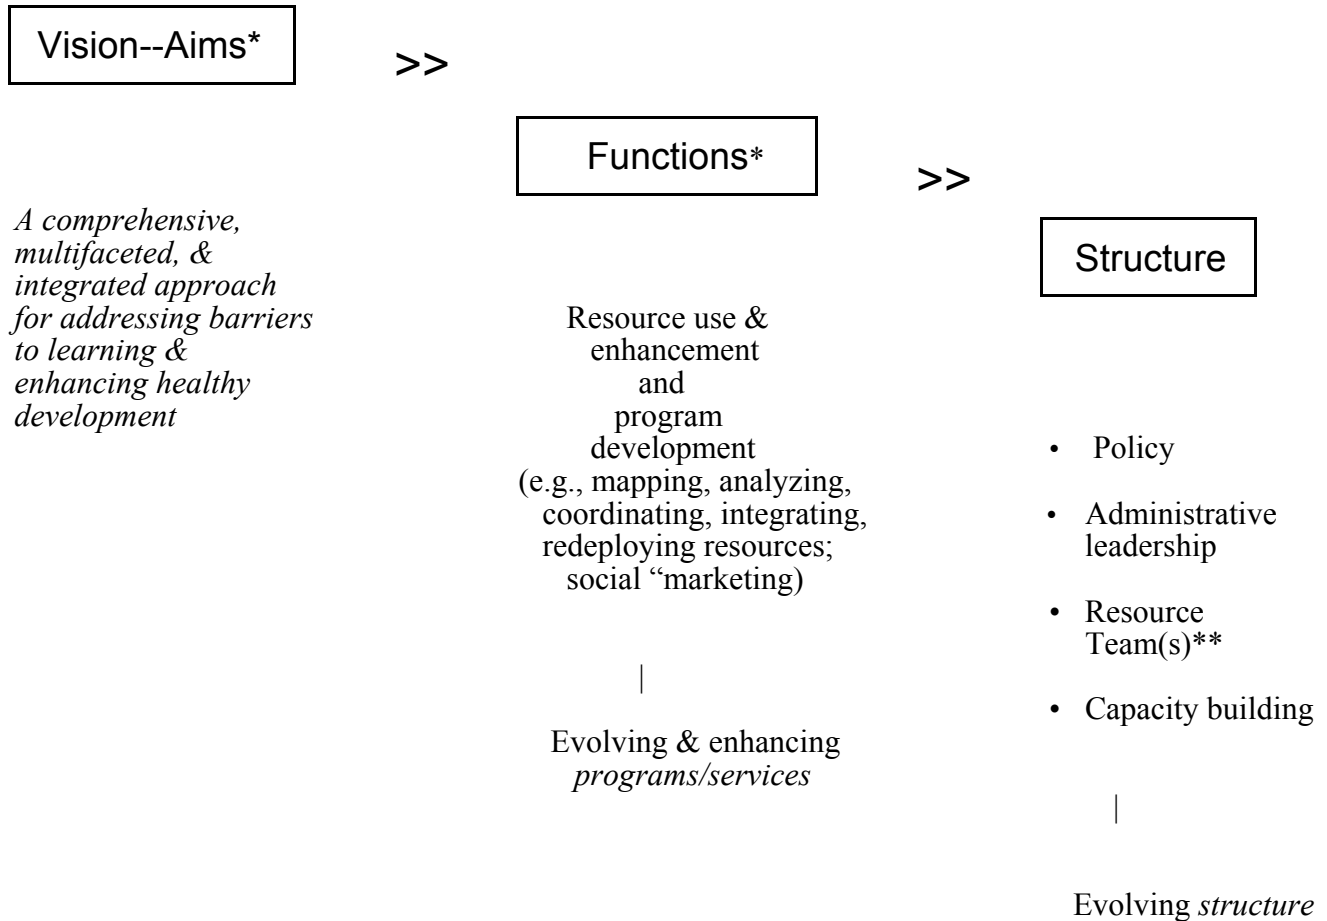 Vision--Aims*
>>
Functions*
>>
Structure
A comprehensive,
multifaceted, &
integrated approach
for addressing barriers
to learning &
enhancing healthy
development
Resource use &
enhancement
and
program
development
(e.g., mapping, analyzing,
coordinating, integrating,
redeploying resources;
social “marketing)
|
Evolving & enhancing
programs/services
• Policy
• Administrative
leadership
• Resource
Team(s)**
• Capacity building
|
Evolving structure